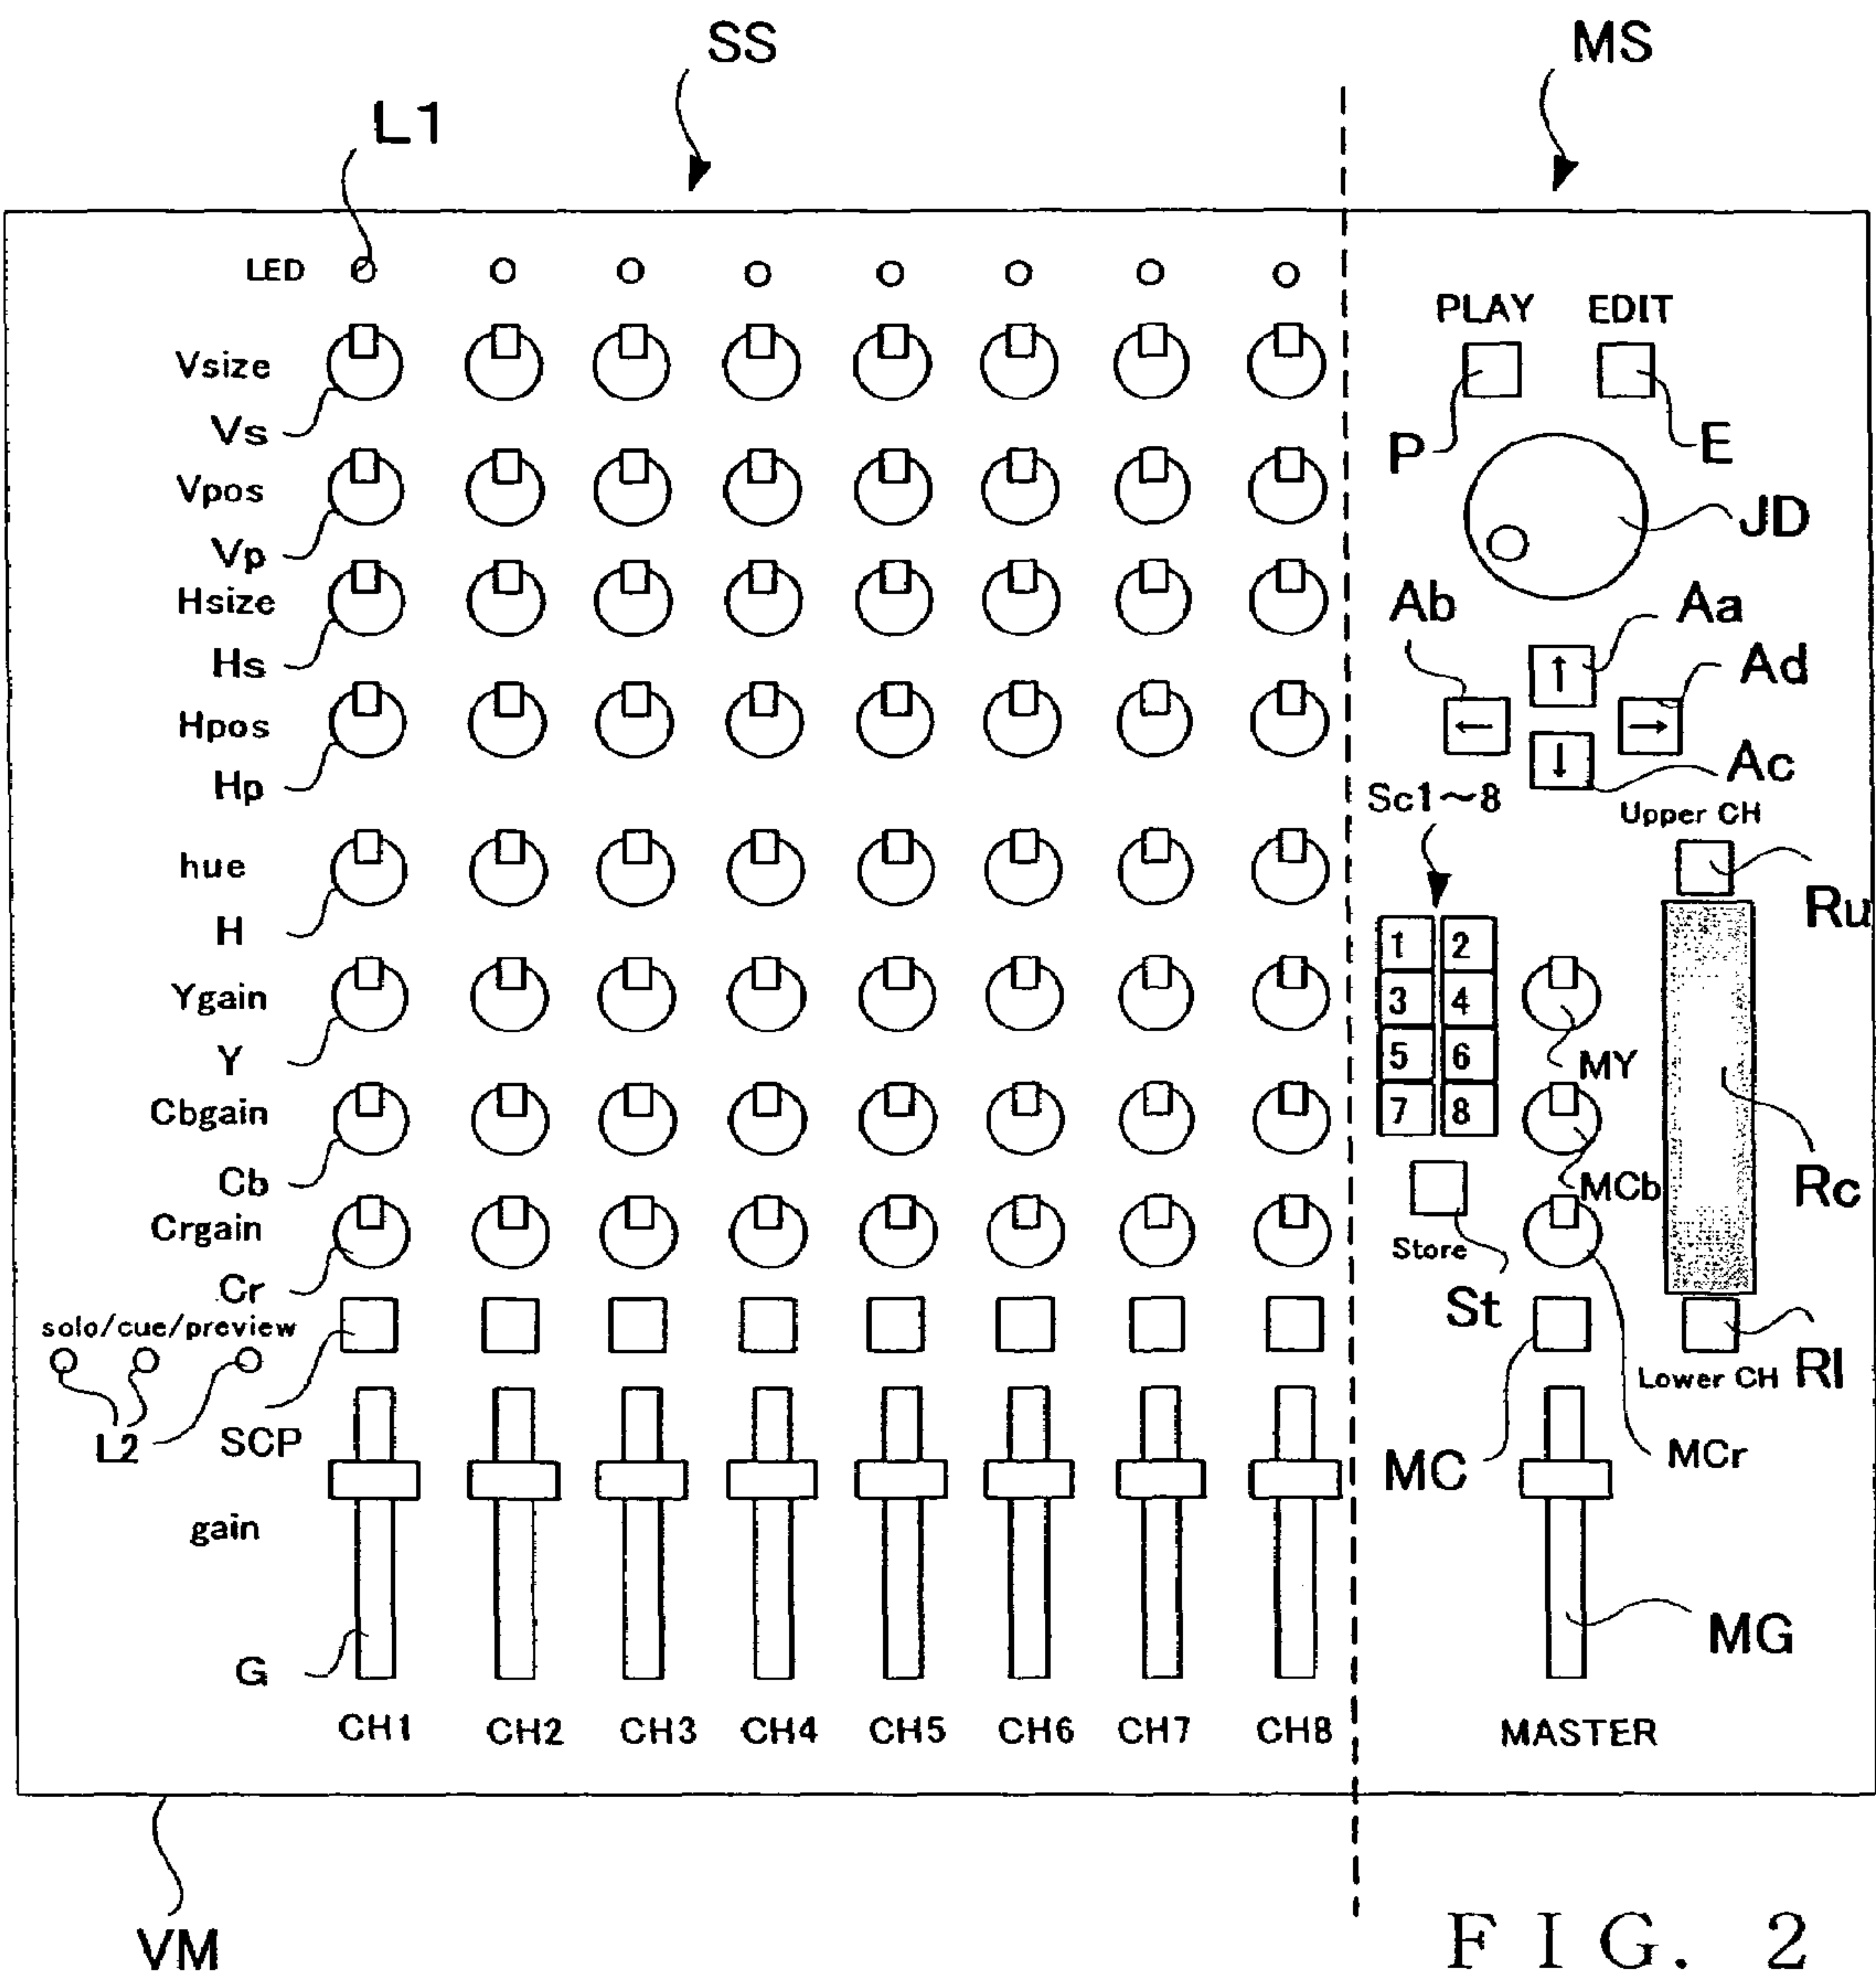 SS
MS
L1
LED
PLAY EDIT
Vsize
Vs
P
E
Vpos
JD
Vp
Hsize
Ab
Aa
Hs
Ad
Hpos
Ac
Hp
Sc1~8
Upper CH
hue
Ru
H
1 2
Ygain
3 4
Y
5 6
MY
Cbgain
7 8
Cb
MCb
Rc
Crgain
Store
Cr
St
solo/cue/preview
Lower CH
Rl
L2
SCP
MC
MCr
gain
MG
G
CH1 CH2 CH3 CH4 CH5 CH6 CH7 CH8 MASTER
VM
FIG. 2